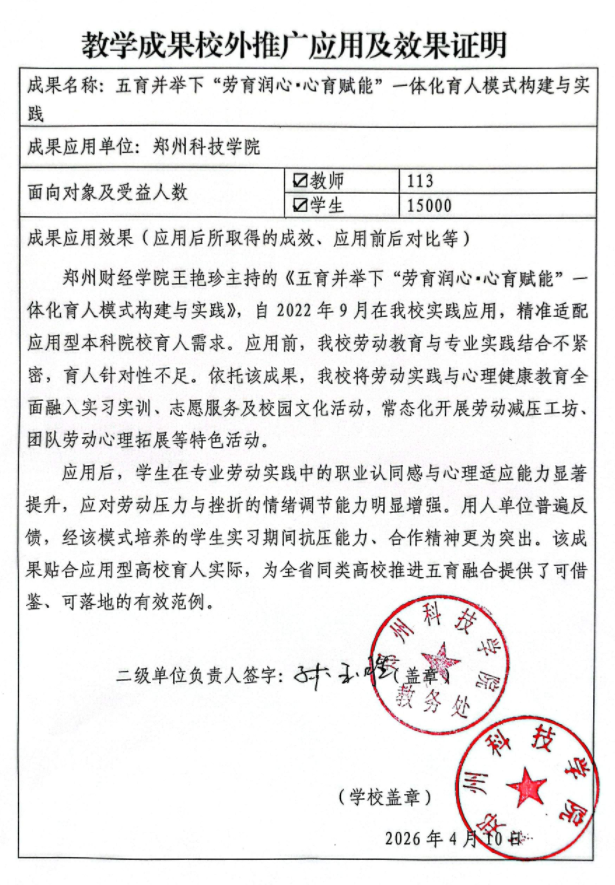 教学成果校外推广应用及效果证明
成果名称：五育并举下“劳育润心·心育赋能”一体化育人模式构建与实
践
成果应用单位：郑州科技学院
面向对象及受益人数
☑教师
113
☑学生
15000
成果应用效果（应用后所取得的成效、应用前后对比等）
郑州财经学院王艳珍主持的《五育并举下“劳育润心·心育赋能”一
体化育人模式构建与实践》，自 2022 年 9 月在我校实践应用，精准适配
应用型本科院校育人需求。应用前，我校劳动教育与专业实践结合不紧
密，育人针对性不足。依托该成果，我校将劳动实践与心理健康教育全
面融入实习实训、志愿服务及校园文化活动，常态化开展劳动减压工坊、
团队劳动心理拓展等特色活动。
应用后，学生在专业劳动实践中的职业认同感与心理适应能力显著
提升，应对劳动压力与挫折的情绪调节能力明显增强。用人单位普遍反
馈，经该模式培养的学生实习期间抗压能力、合作精神更为突出。该成
果贴合应用型高校育人实际，为全省同类高校推进五育融合提供了可借
鉴、可落地的有效范例。
二级单位负责人签字：（盖章）
郑州科技学院
教务处
郑州科技学院
（学校盖章）
2026 年 4 月 10 日